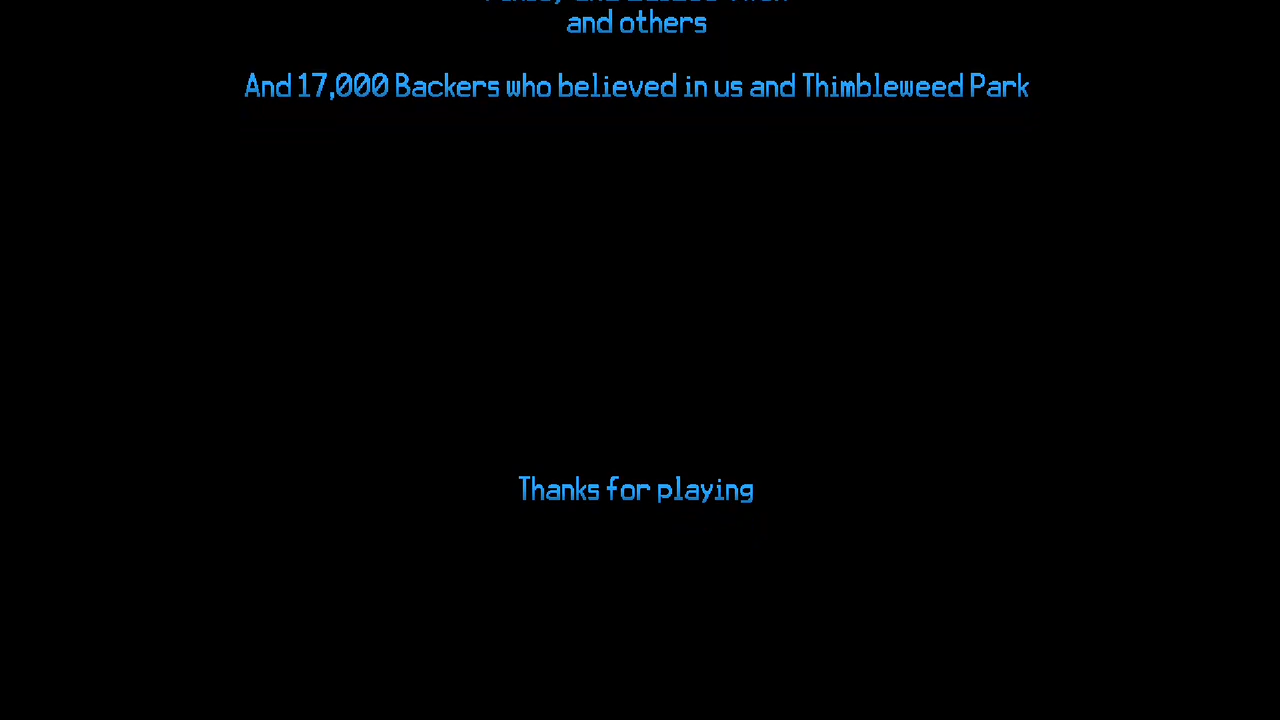 and others
And 17,000 Backers who believed in us and Thimbleweed Park
Thanks for playing